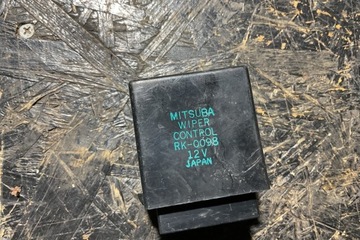 MITSUBA
WIPER
CONTROL
RK-0098
12V
JAPAN